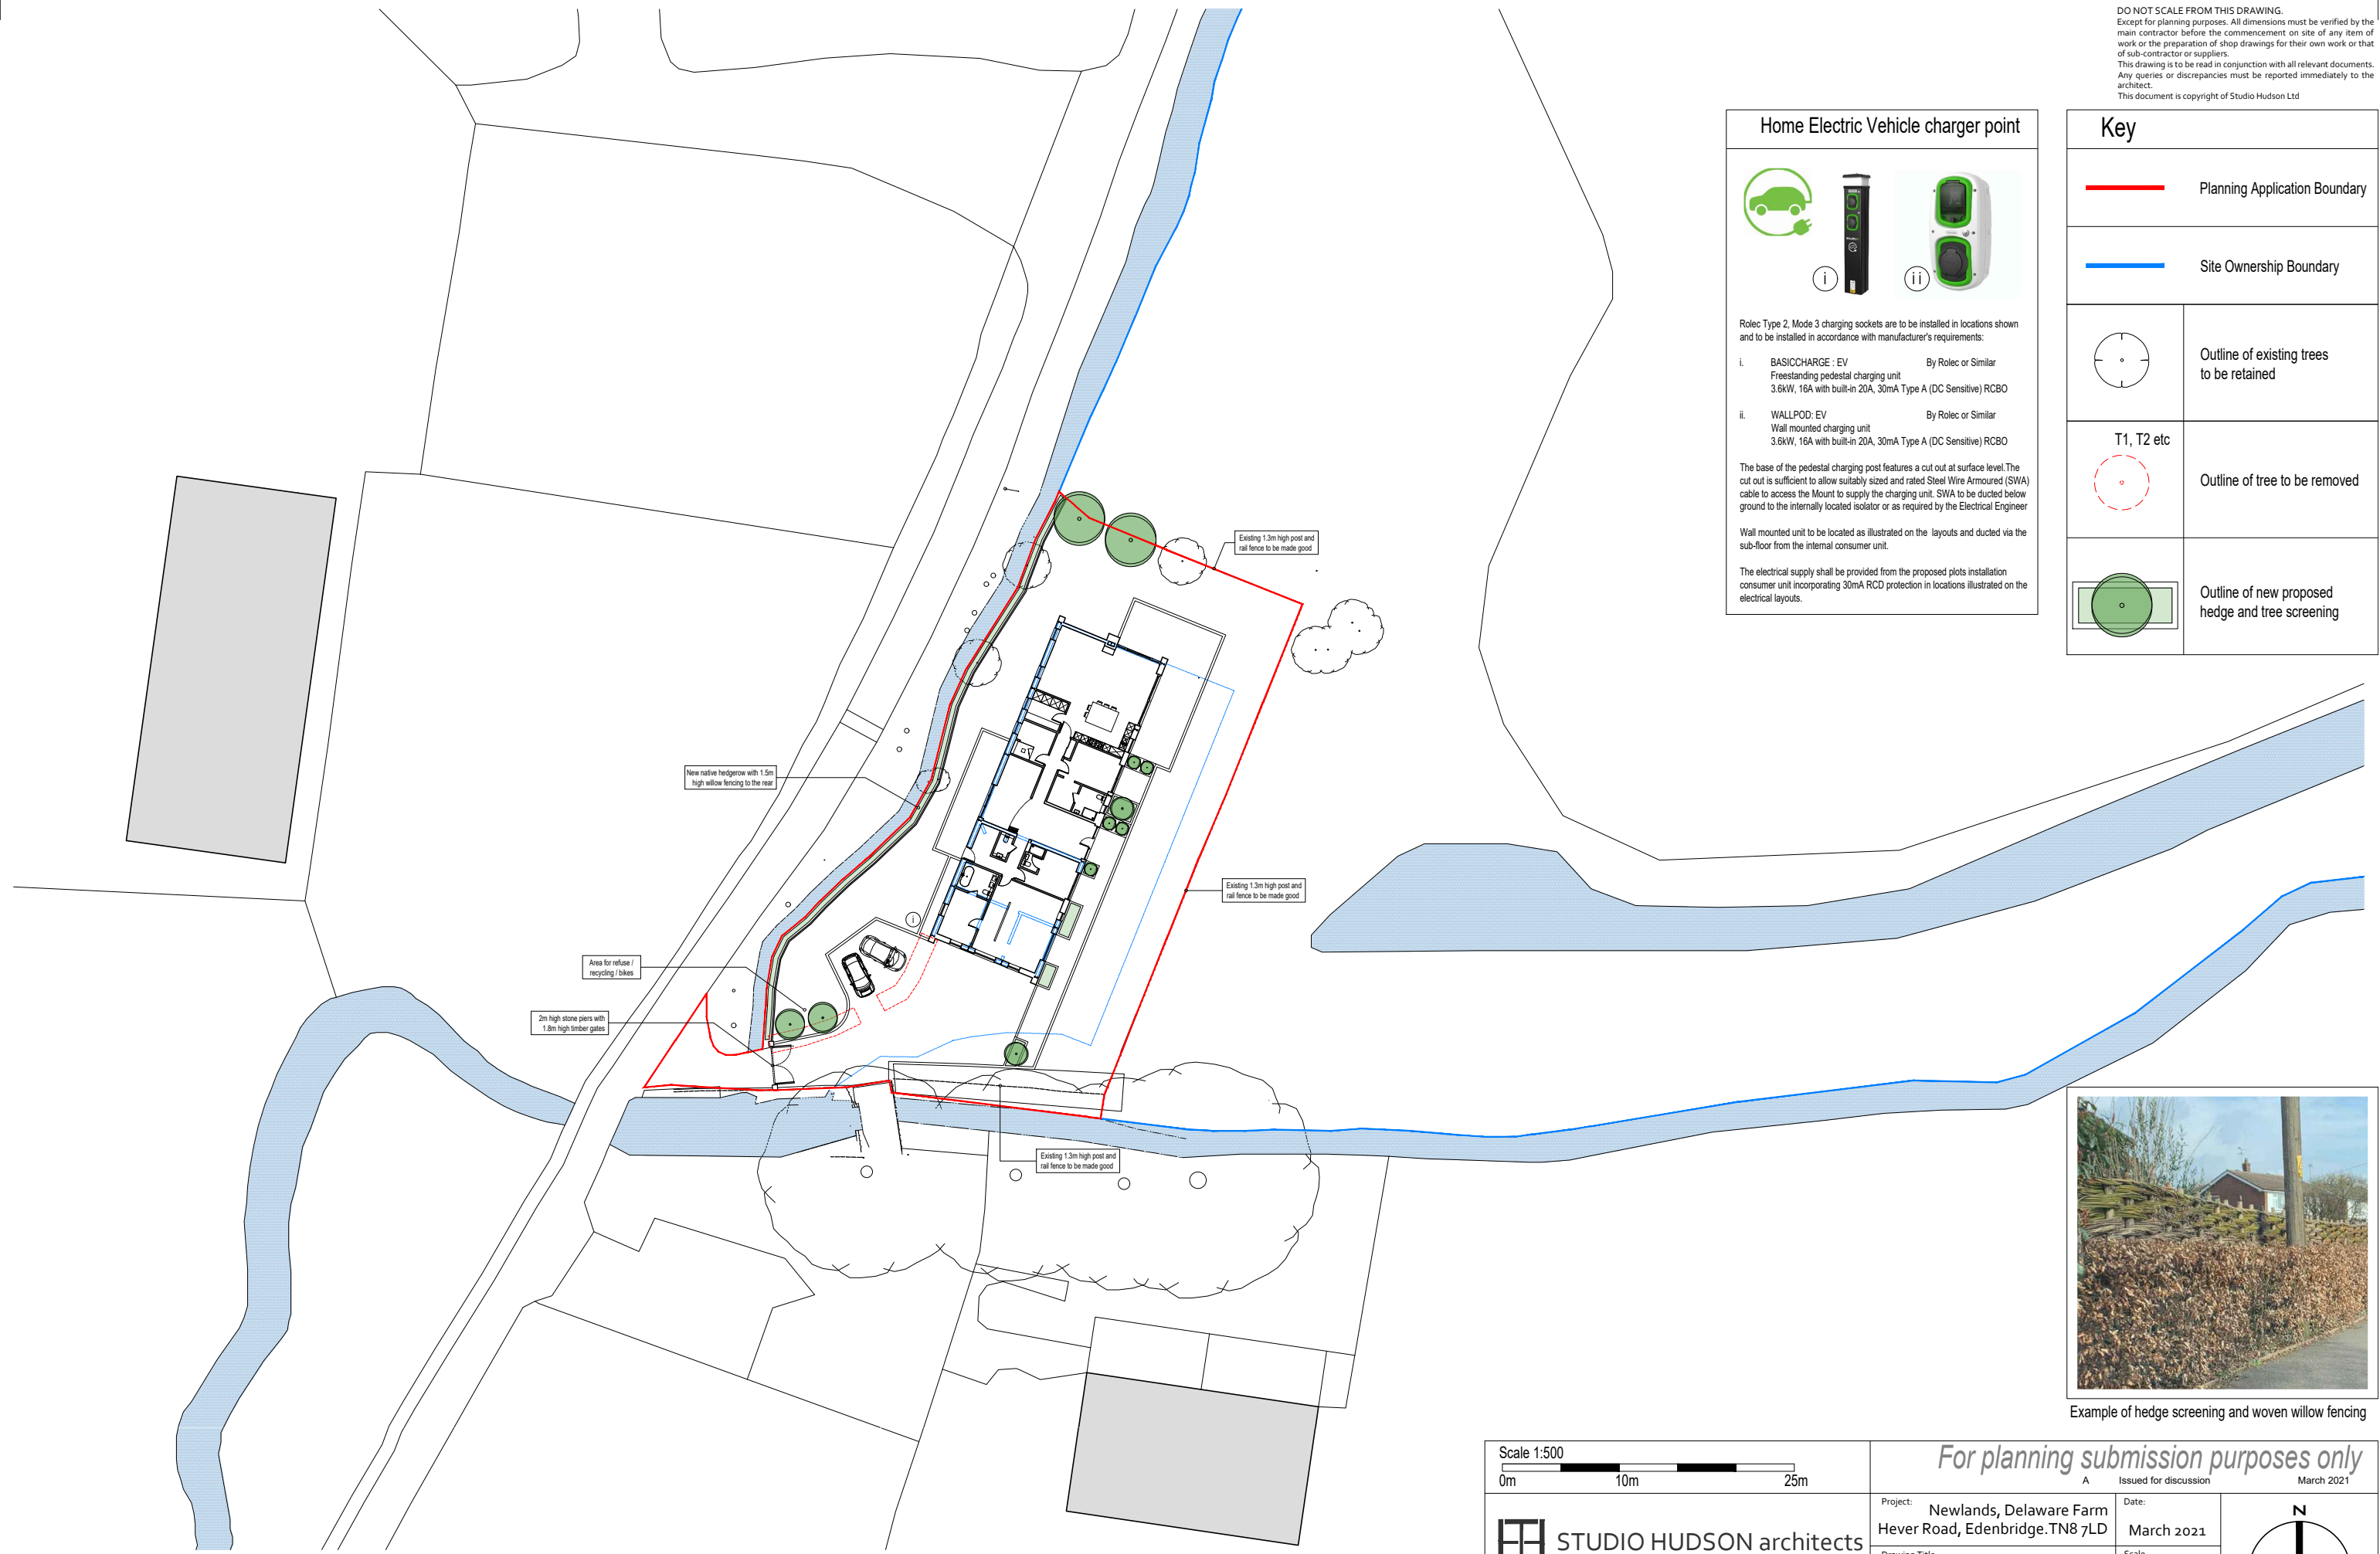 DO NOT SCALE FROM THIS DRAWING.
Except for planning purposes. All dimensions must be verified by the
main contractor before the commencement on site of any item of
work or the preparation of shop drawings for their own work or that
of sub-contractor or suppliers.
This drawing is to be read in conjunction with all relevant documents.
Any queries or discrepancies must be reported immediately to the
architect.
This document is copyright of Studio Hudson Ltd
Home Electric Vehicle charger point
i
ii
Rolec Type 2, Mode 3 charging sockets are to be installed in locations shown
and to be installed in accordance with manufacturer's requirements:
i. BASICCHARGE : EV By Rolec or Similar
Freestanding pedestal charging unit
3.6kW, 16A with built-in 20A, 30mA Type A (DC Sensitive) RCBO
ii. WALLPOD: EV By Rolec or Similar
Wall mounted charging unit
3.6kW, 16A with built-in 20A, 30mA Type A (DC Sensitive) RCBO
The base of the pedestal charging post features a cut out at surface level.The
cut out is sufficient to allow suitably sized and rated Steel Wire Armoured (SWA)
cable to access the Mount to supply the charging unit. SWA to be ducted below
ground to the internally located isolator or as required by the Electrical Engineer
Wall mounted unit to be located as illustrated on the layouts and ducted via the
sub-floor from the internal consumer unit.
The electrical supply shall be provided from the proposed plots installation
consumer unit incorporating 30mA RCD protection in locations illustrated on the
electrical layouts.
Key
Planning Application Boundary
Site Ownership Boundary
Outline of existing trees
to be retained
T1, T2 etc
Outline of tree to be removed
Outline of new proposed
hedge and tree screening
Existing 1.3m high post and
rail fence to be made good
New native hedgerow with 1.5m
high willow fencing to the rear
Existing 1.3m high post and
rail fence to be made good
i
Area for refuse /
recycling / bikes
2m high stone piers with
1.8m high timber gates
Existing 1.3m high post and
rail fence to be made good
Example of hedge screening and woven willow fencing
Scale 1:500
0m 10m 25m
For planning submission purposes only
A Issued for discussion March 2021
STUDIO HUDSON architects
Project: Newlands, Delaware Farm
Hever Road, Edenbridge.TN8 7LD
Date:
March 2021
N
Drawing Title
Scale